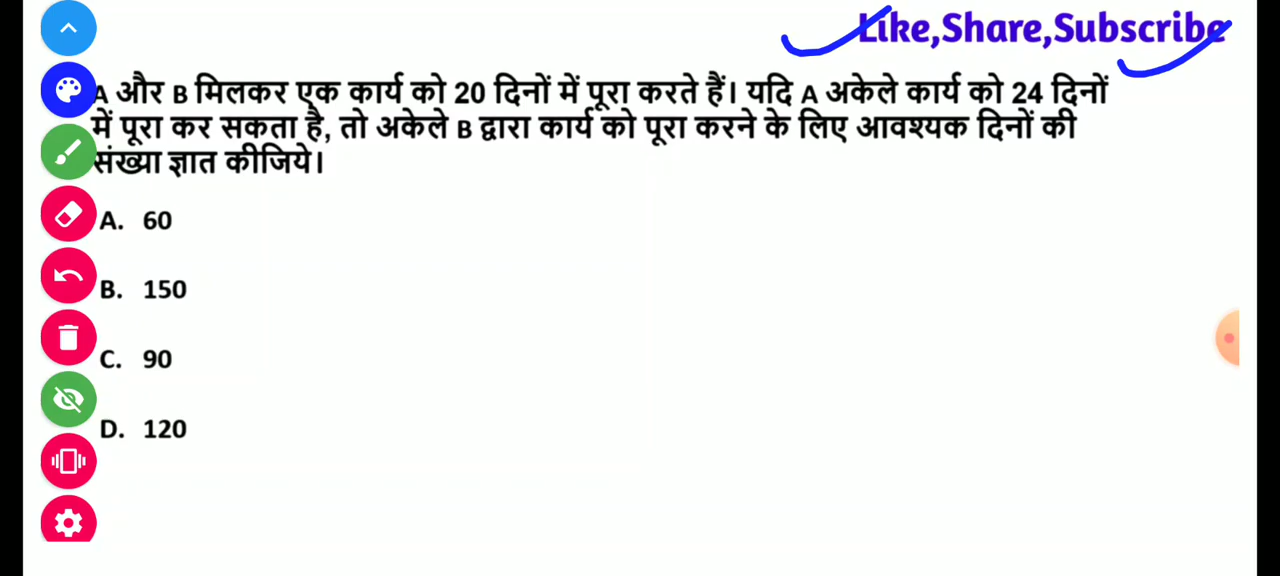 Like,Share,Subscribe
A और B मिलकर एक कार्य को 20 दिनों में पूरा करते हैं। यदि A अकेले कार्य को 24 दिनों
में पूरा कर सकता है, तो अकेले B द्वारा कार्य को पूरा करने के लिए आवश्यक दिनों की
संख्या ज्ञात कीजिये।
A. 60
B. 150
C. 90
D. 120